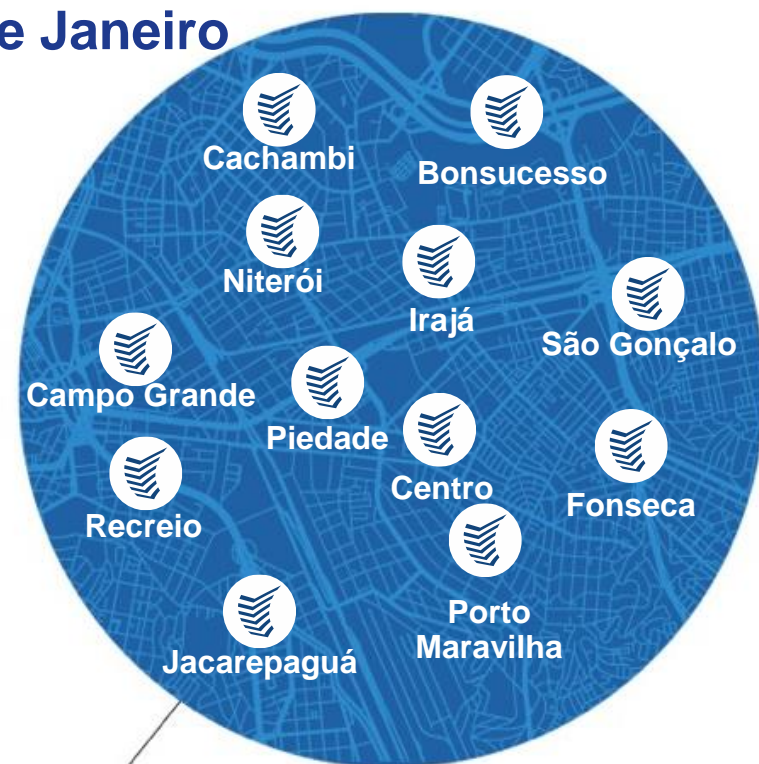 e Janeiro
Cachambi
Bonsucesso
Niterói
Irajá
São Gonçalo
Campo Grande
Piedade
Centro
Fonseca
Recreio
Porto
Maravilha
Jacarepaguá